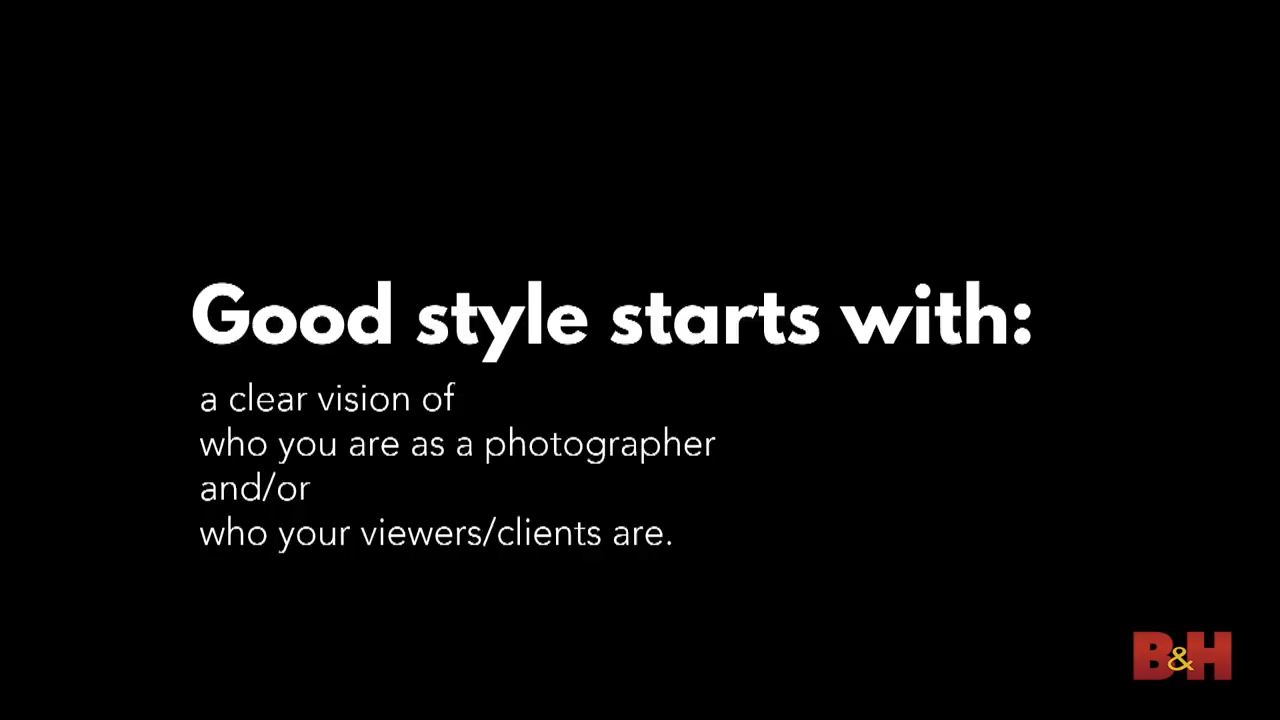 Good style starts with:
a clear vision of
who you are as a photographer
and/or
who your viewers/clients are.
B&H